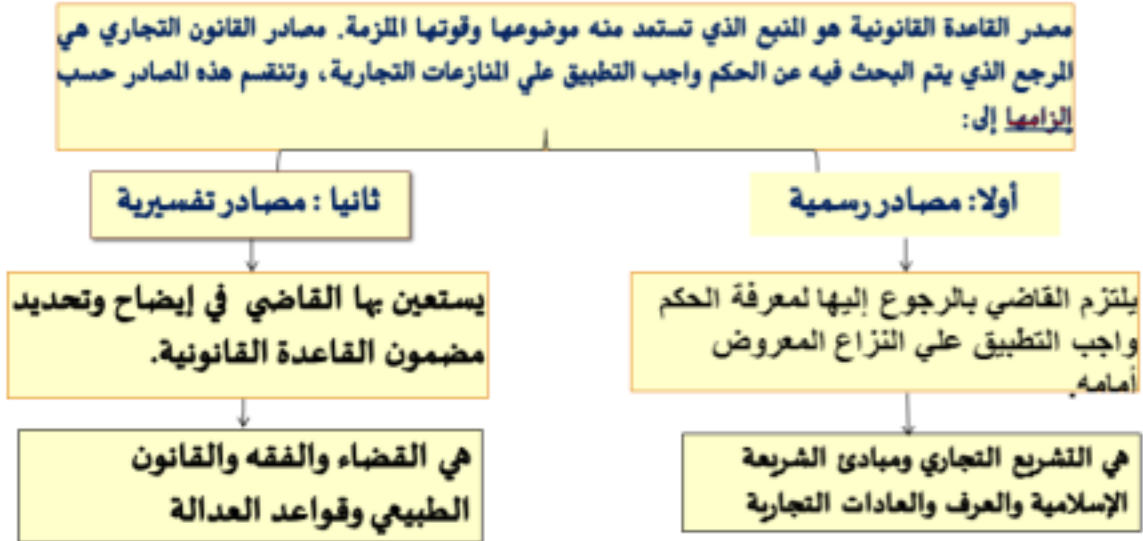 مصدر القاعدة القانونية هو المنبع الذي تستمد منه موضوعها وقوتها الملزمة. مصادر القانون التجاري هي
المرجع الذي يتم البحث فيه عن الحكم واجب التطبيق علي المنازعات التجارية، وتنقسم هذه المصادر حسب
إلزامها إلى:
أولا: مصادر رسمية
يلتزم القاضي بالرجوع إليها لمعرفة الحكم
واجب التطبيق علي النزاع المعروض
أمامه.
هي التشريع التجاري ومبادئ الشريعة
الإسلامية والعرف والعادات التجارية
ثانيا : مصادر تفسيرية
يستعين بها القاضي في إيضاح وتحديد
مضمون القاعدة القانونية.
هي القضاء والفقه والقانون
الطبيعي وقواعد العدالة